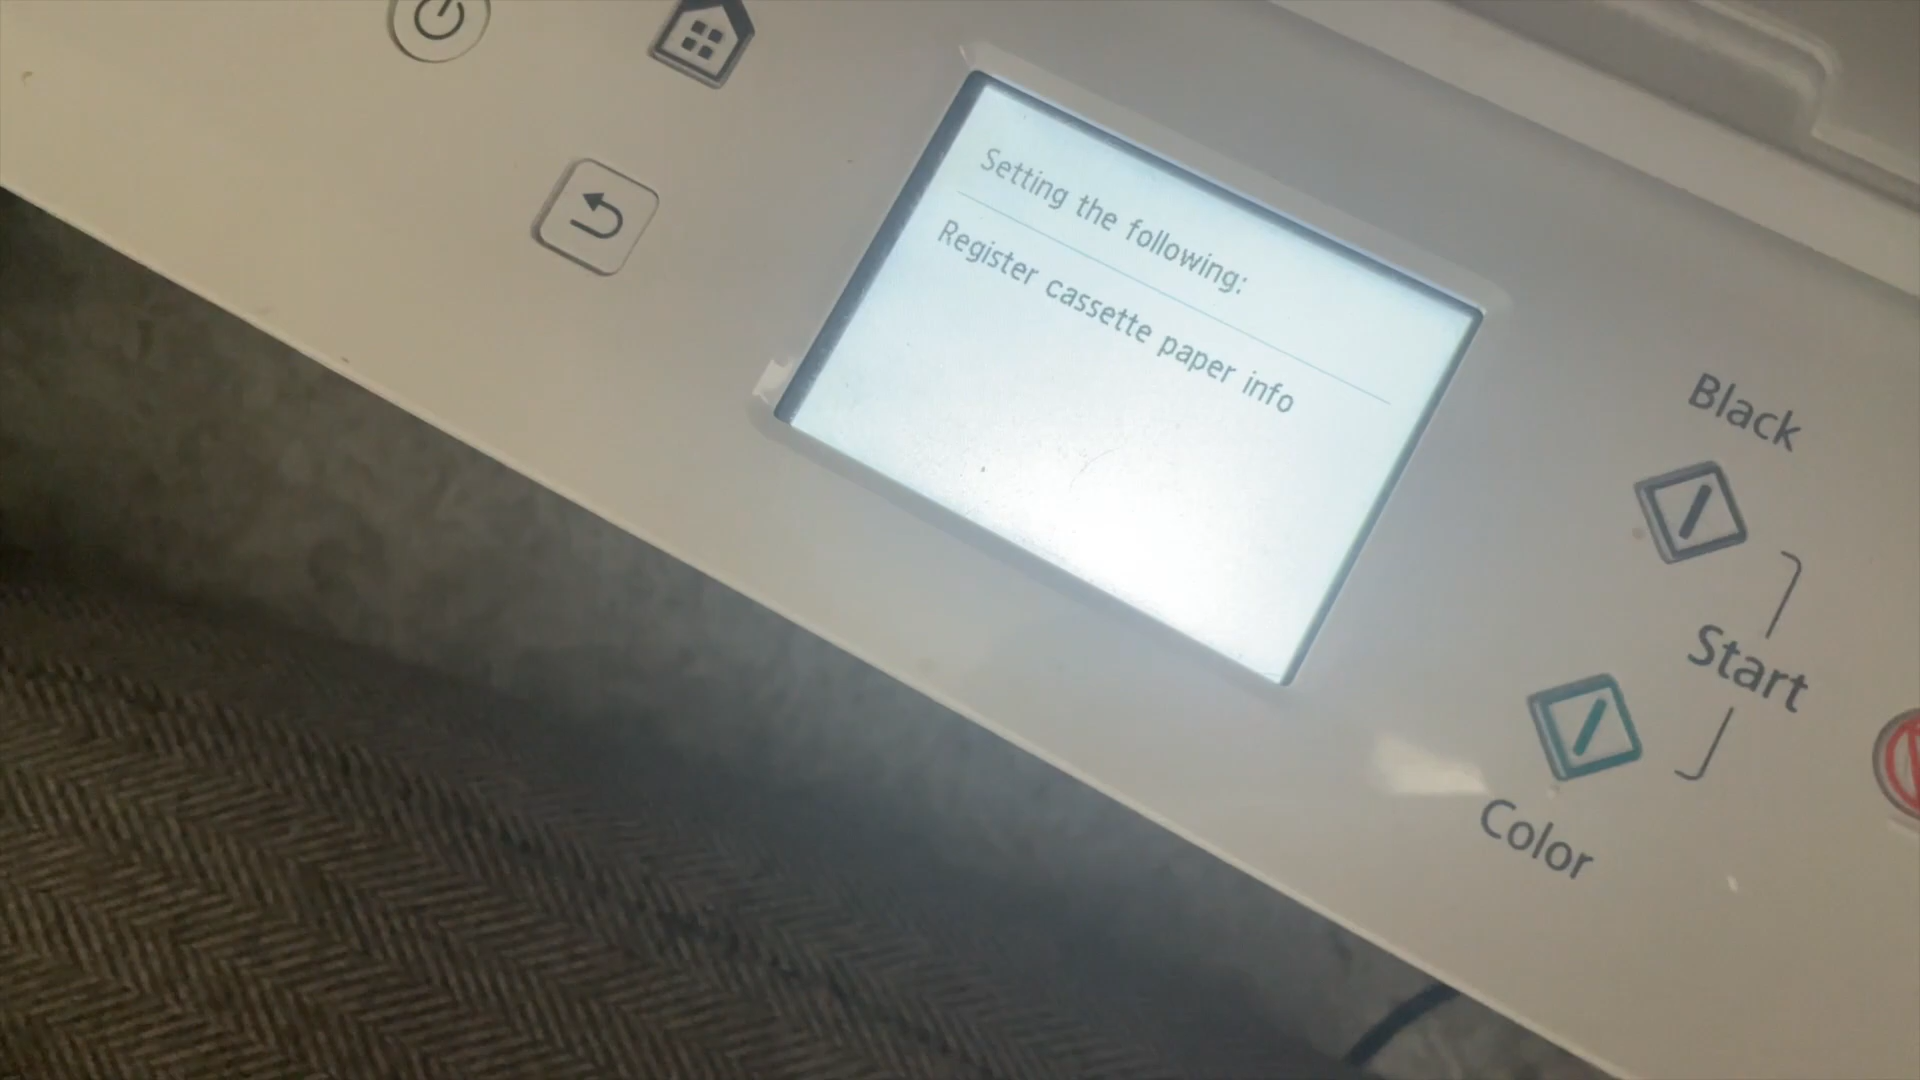 Setting the following:
Register cassette paper info
Black
Start
Color